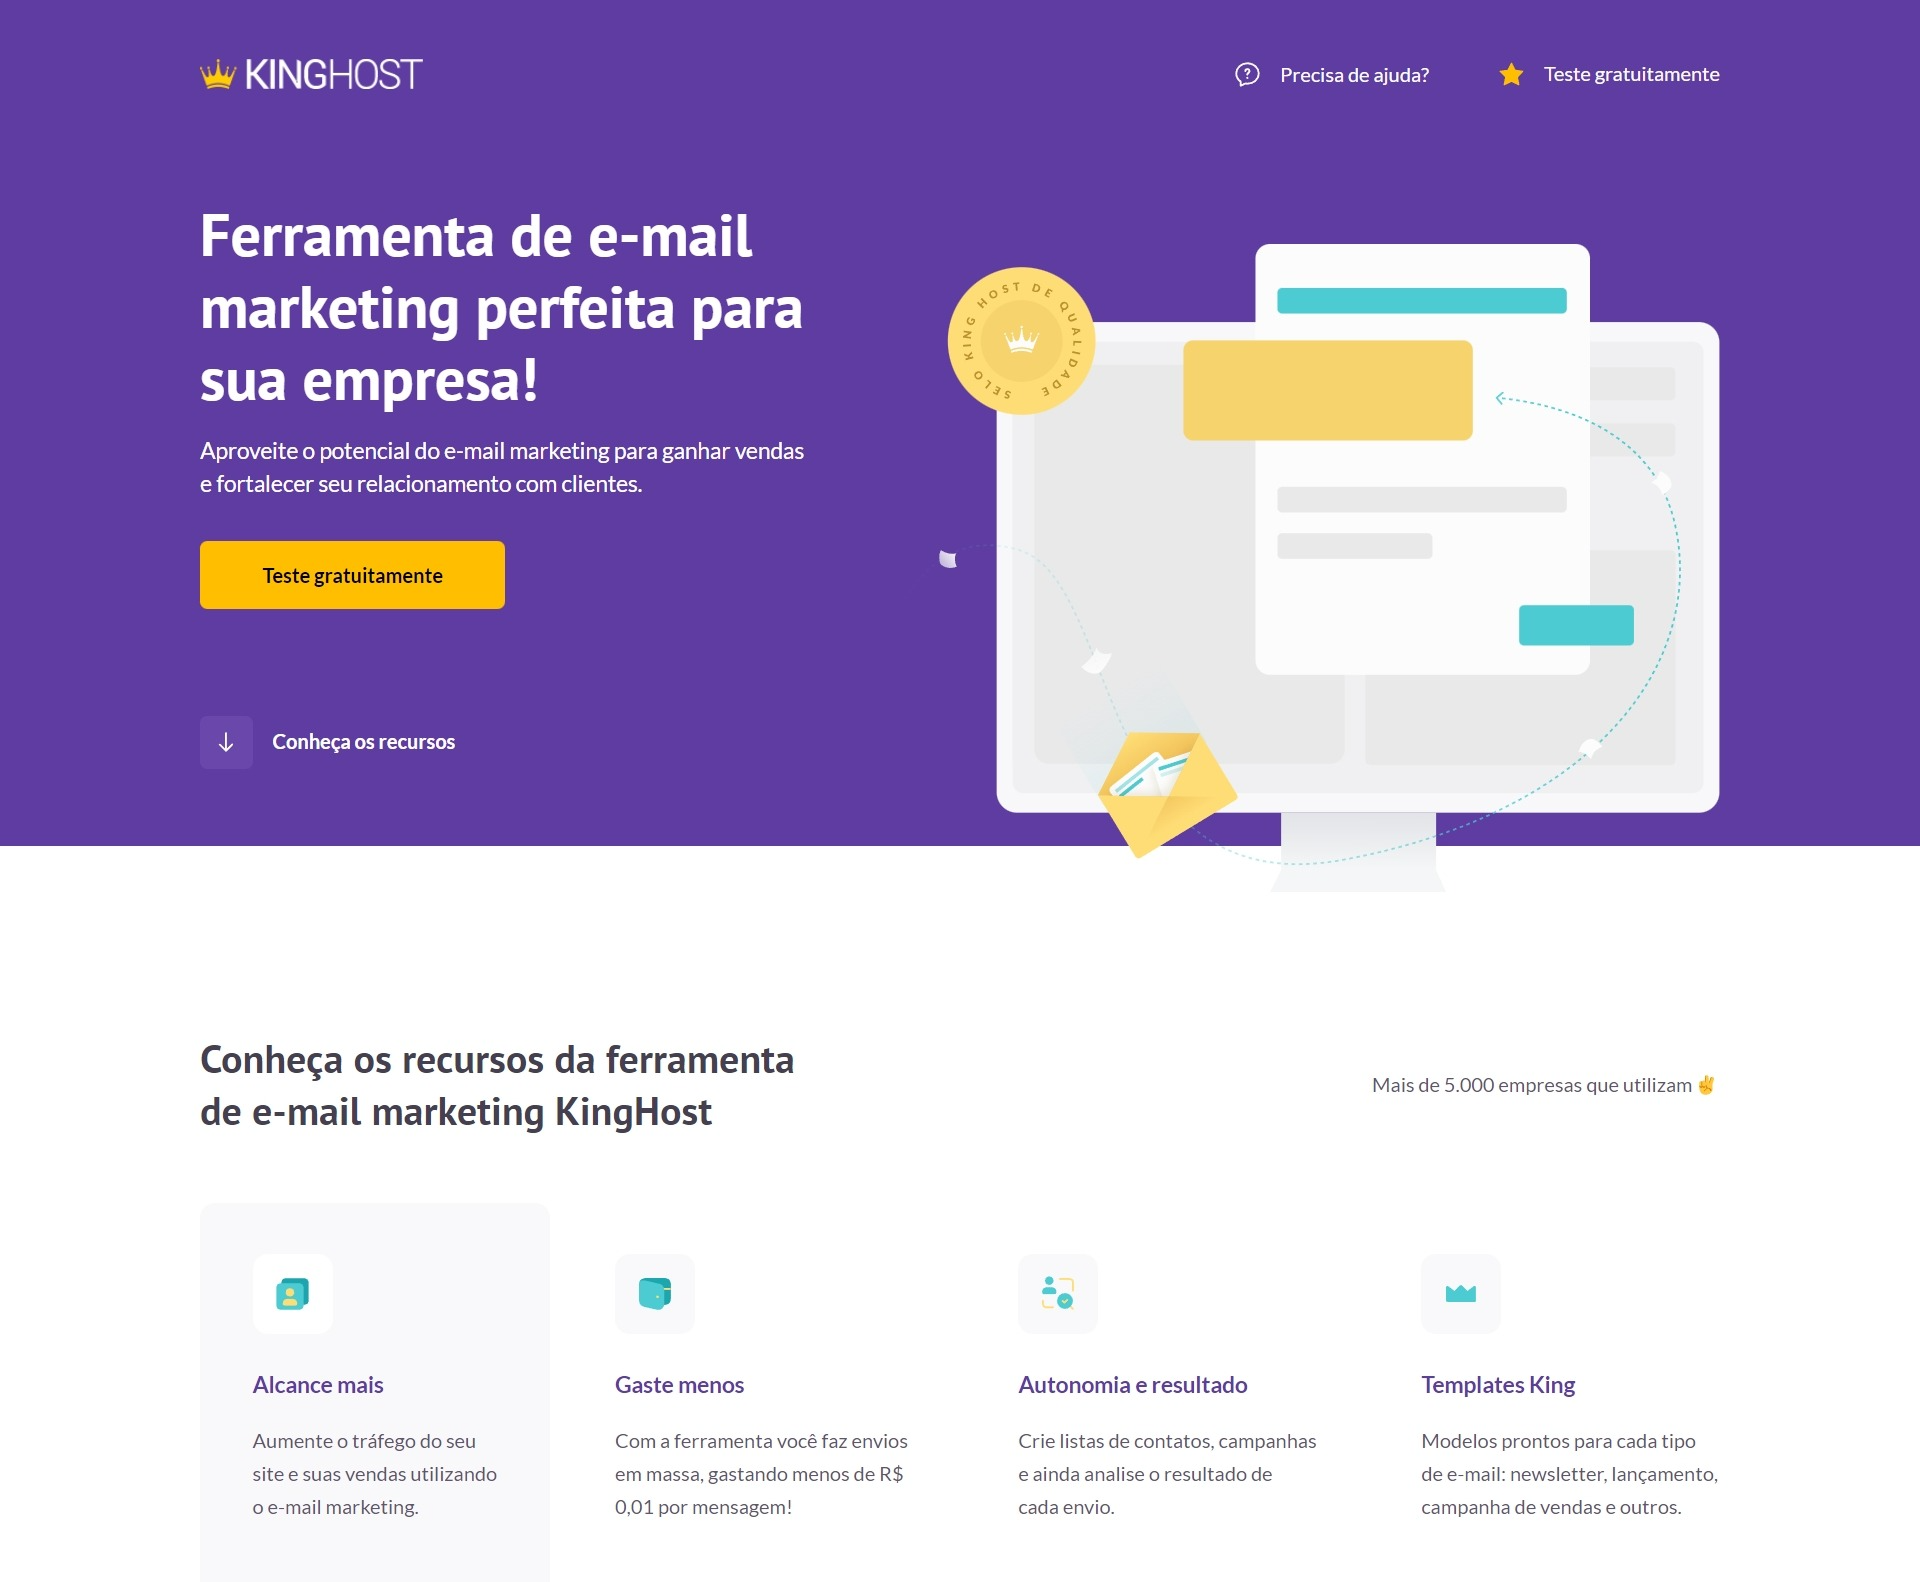 KINGHOST
Precisa de ajuda?
Teste gratuitamente
Ferramenta de e-mail
marketing perfeita para
sua empresa!
Aproveite o potencial do e-mail marketing para ganhar vendas
e fortalecer seu relacionamento com clientes.
Teste gratuitamente
Conheça os recursos
SELO KING HOST DE QUALIDADE
Conheça os recursos da ferramenta
de e-mail marketing KingHost
Mais de 5.000 empresas que utilizam ✌
Alcance mais
Aumente o tráfego do seu
site e suas vendas utilizando
o e-mail marketing.
Gaste menos
Com a ferramenta você faz envios
em massa, gastando menos de R$
0,01 por mensagem!
Autonomia e resultado
Crie listas de contatos, campanhas
e ainda analise o resultado de
cada envio.
Templates King
Modelos prontos para cada tipo
de e-mail: newsletter, lançamento,
campanha de vendas e outros.